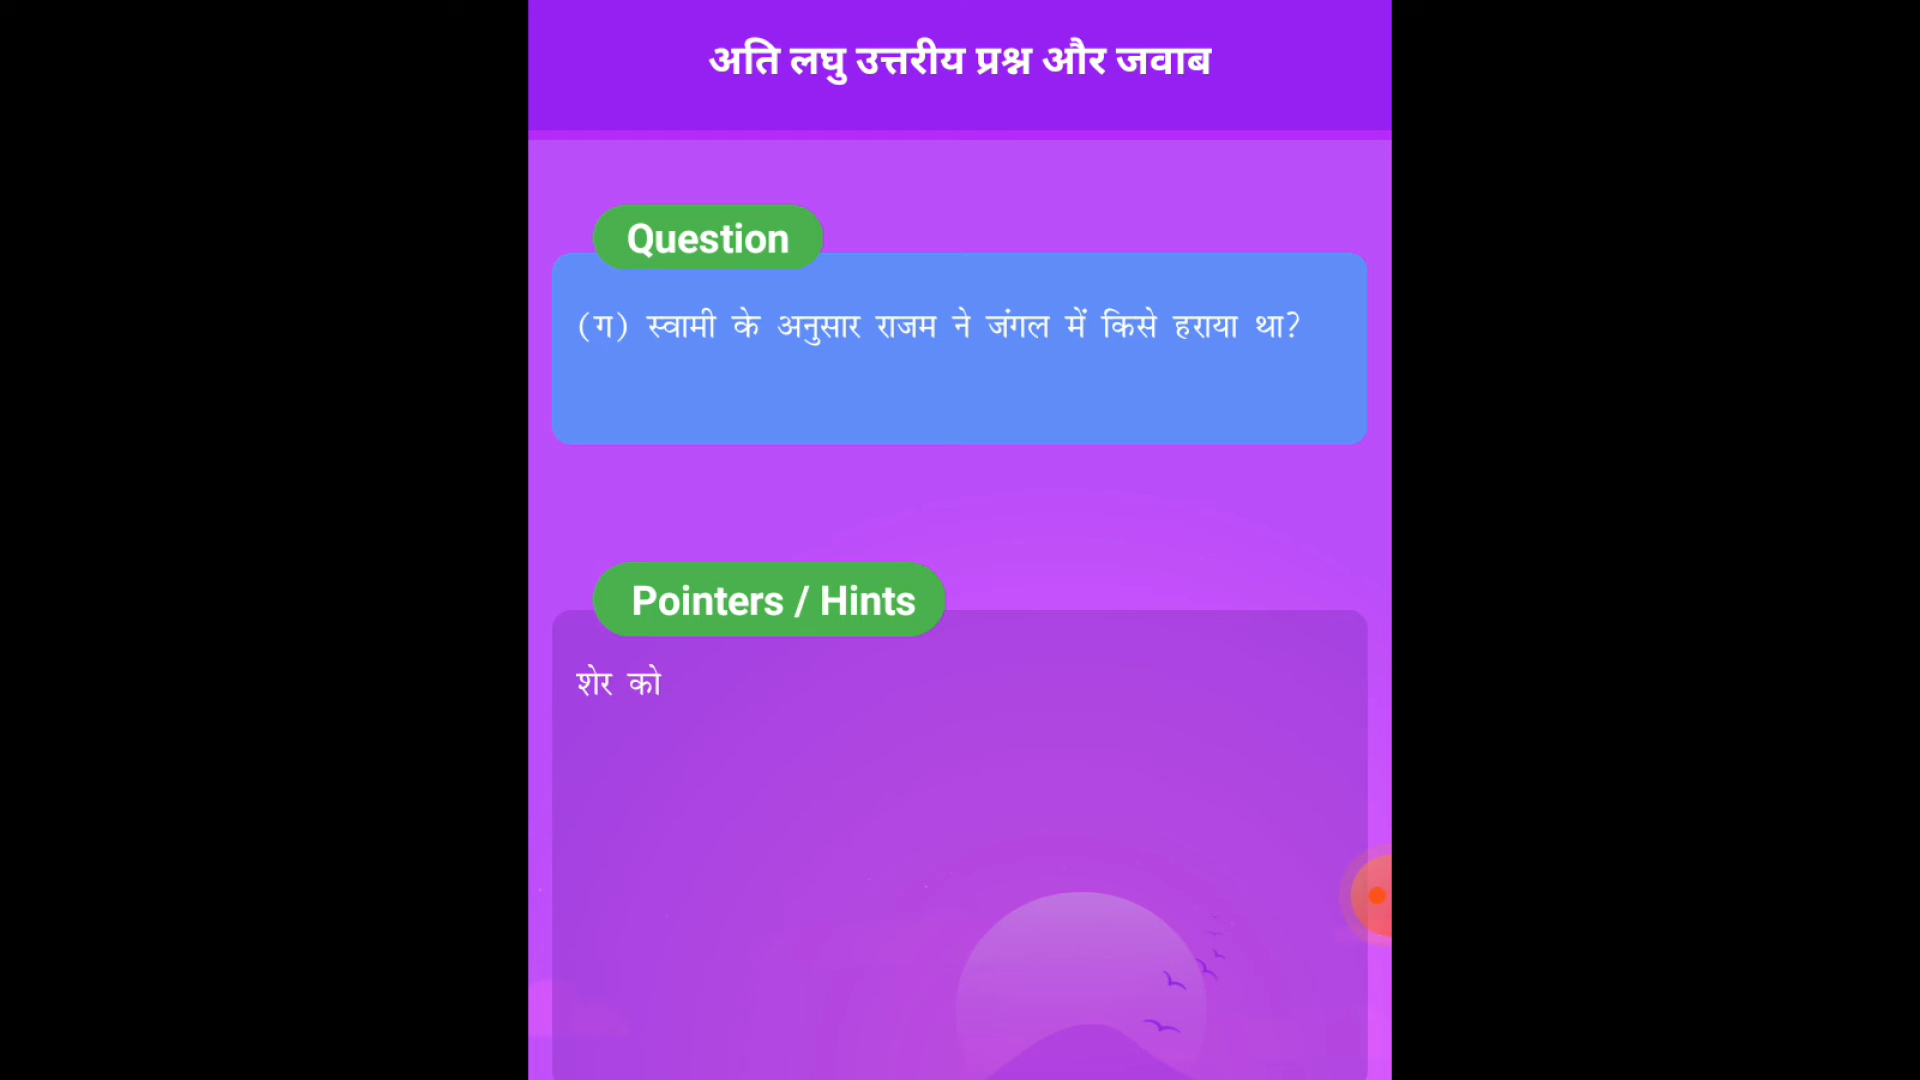 अति लघु उत्तरीय प्रश्न और जवाब
Question
(ग) स्वामी के अनुसार राजम ने जंगल में किसे हराया था?
Pointers / Hints
शेर को